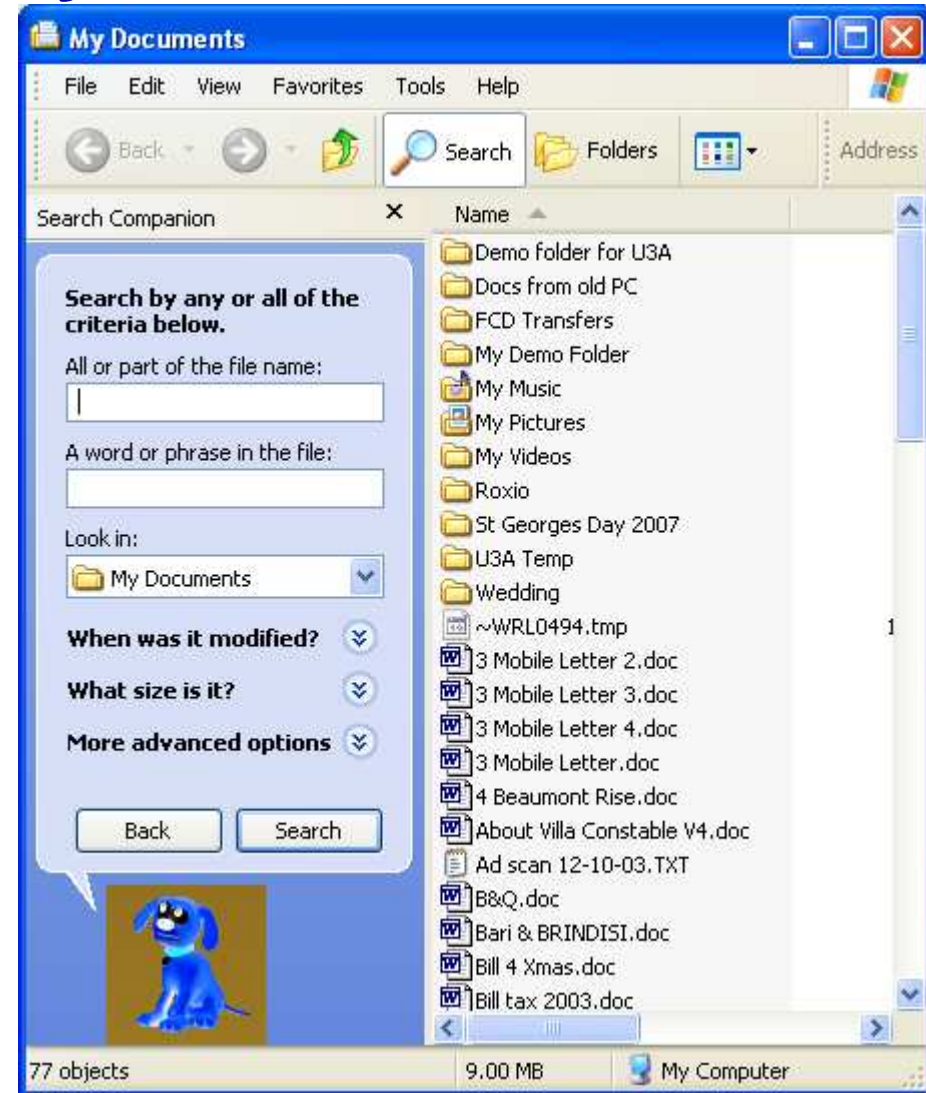 My Documents
File Edit View Favorites Tools Help
Back Search Folders Address
Search Companion
Search by any or all of the
criteria below.
All or part of the file name:
A word or phrase in the file:
Look in:
My Documents
When was it modified?
What size is it?
More advanced options
Back Search
Name
Demo folder for U3A
Docs from old PC
FCD Transfers
My Demo Folder
My Music
My Pictures
My Videos
Roxio
St Georges Day 2007
U3A Temp
Wedding
~WRL0494.tmp 1
3 Mobile Letter 2.doc
3 Mobile Letter 3.doc
3 Mobile Letter 4.doc
3 Mobile Letter.doc
4 Beaumont Rise.doc
About Villa Constable V4.doc
Ad scan 12-10-03.TXT
B&Q.doc
Bari & BRINDISI.doc
Bill 4 Xmas.doc
Bill tax 2003.doc
77 objects 9.00 MB My Computer